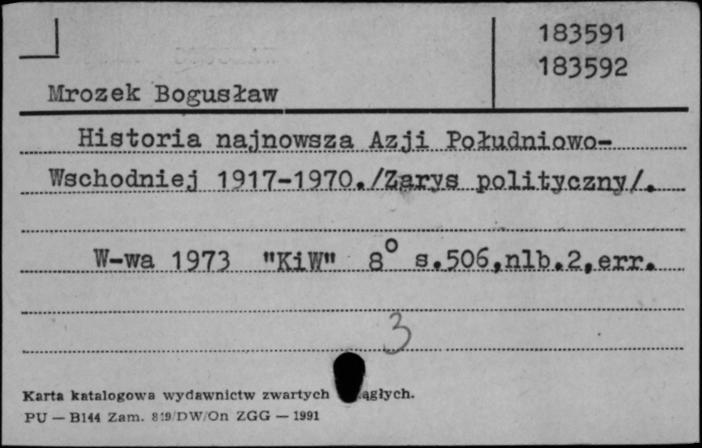 183591
183592
Mrozek Bogusław
Historia najnowsza Azji Południowo-
Wschodniej 1917-1970./Zarys polityczny/.
W-wa 1973 "KiW" 8° s.506,nlb.2,err.
3
Karta katalogowa wydawnictw zwartych ągłych.
PU — B144 Zam. 819/DW/On ZGG — 1991